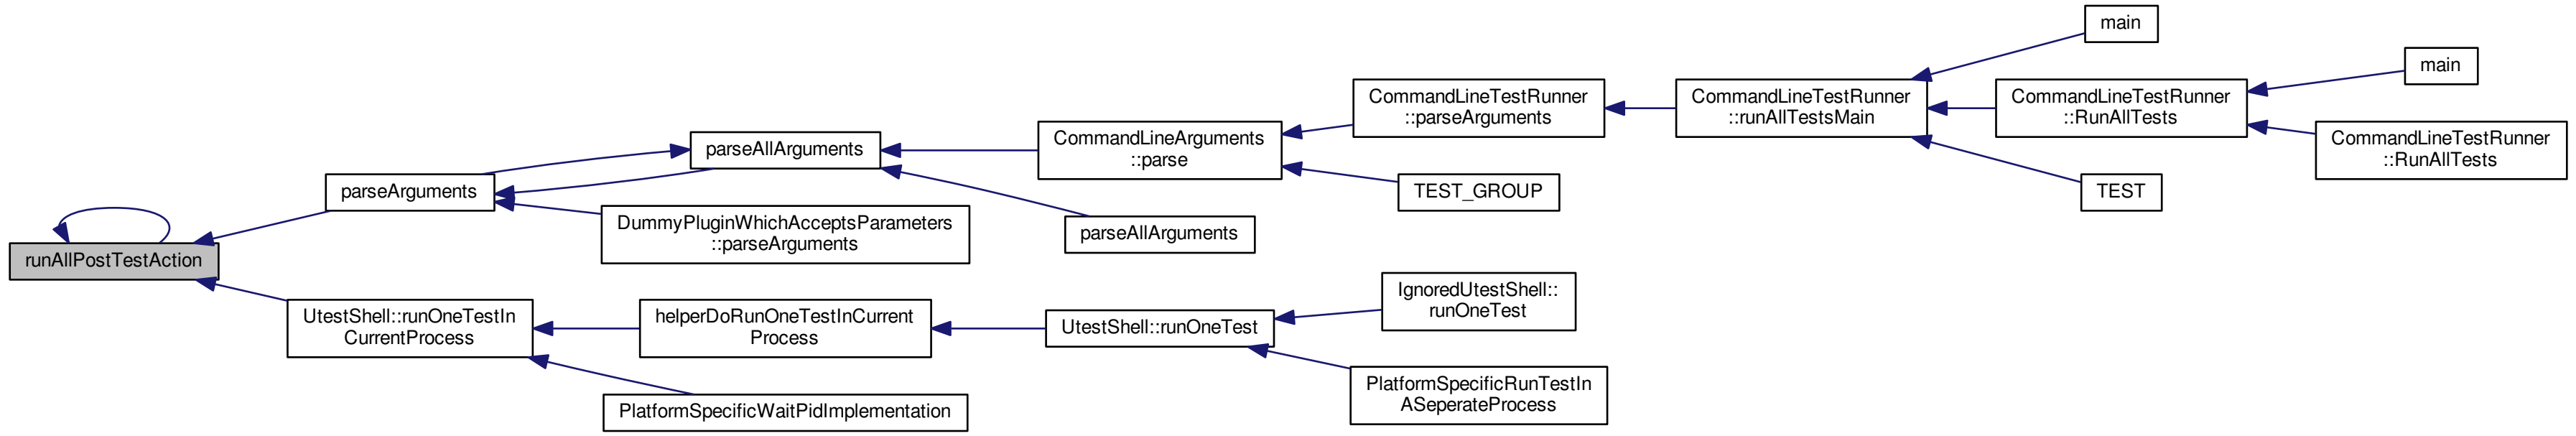 runAllPostTestAction
parseArguments
UtestShell::runOneTestIn
CurrentProcess
parseAllArguments
DummyPluginWhichAcceptsParameters
::parseArguments
helperDoRunOneTestInCurrent
Process
PlatformSpecificWaitPidImplementation
CommandLineArguments
::parse
parseAllArguments
UtestShell::runOneTest
CommandLineTestRunner
::parseArguments
TEST_GROUP
IgnoredUtestShell::
runOneTest
PlatformSpecificRunTestIn
ASeperateProcess
CommandLineTestRunner
::runAllTestsMain
main
CommandLineTestRunner
::RunAllTests
TEST
main
CommandLineTestRunner
::RunAllTests